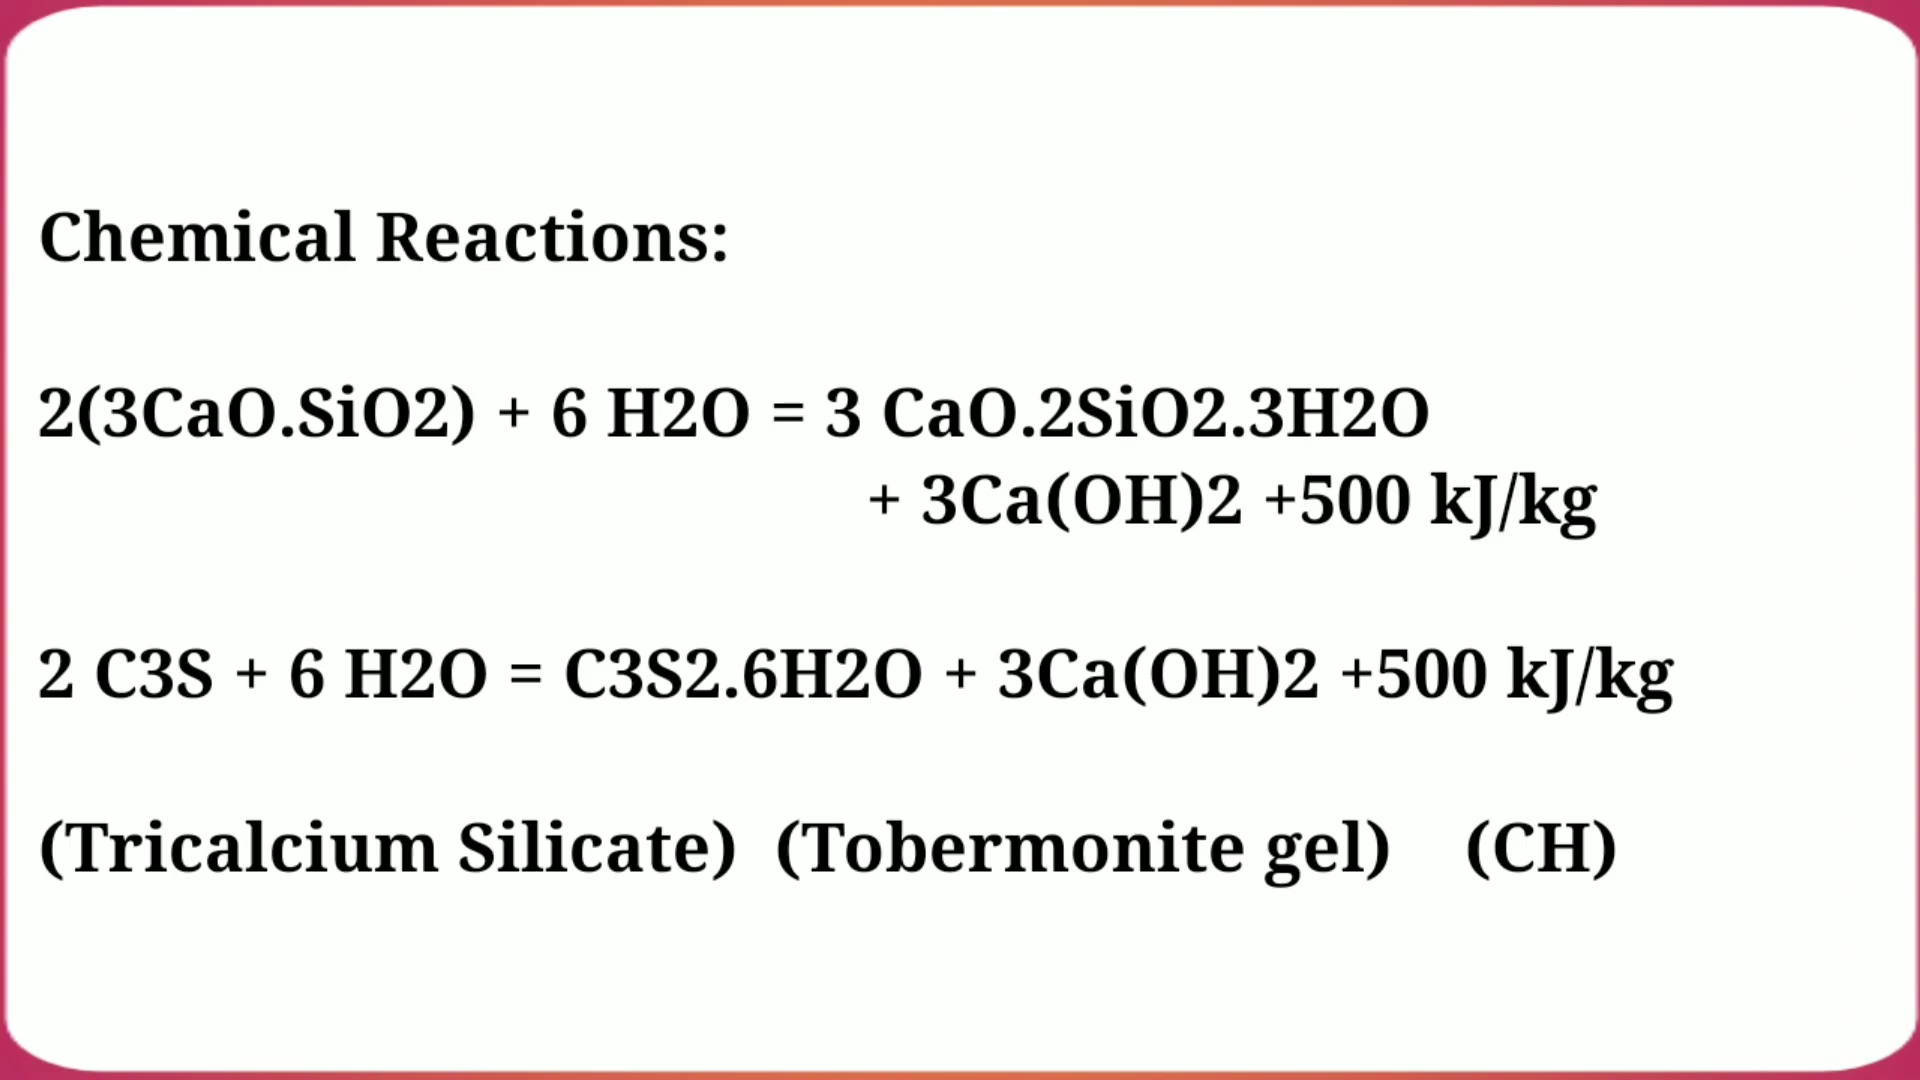 Chemical Reactions:
2(3CaO.SiO2) + 6 H2O = 3 CaO.2SiO2.3H2O
+ 3Ca(OH)2 +500 kJ/kg
2 C3S + 6 H2O = C3S2.6H2O + 3Ca(OH)2 +500 kJ/kg
(Tricalcium Silicate) (Tobermonite gel) (CH)